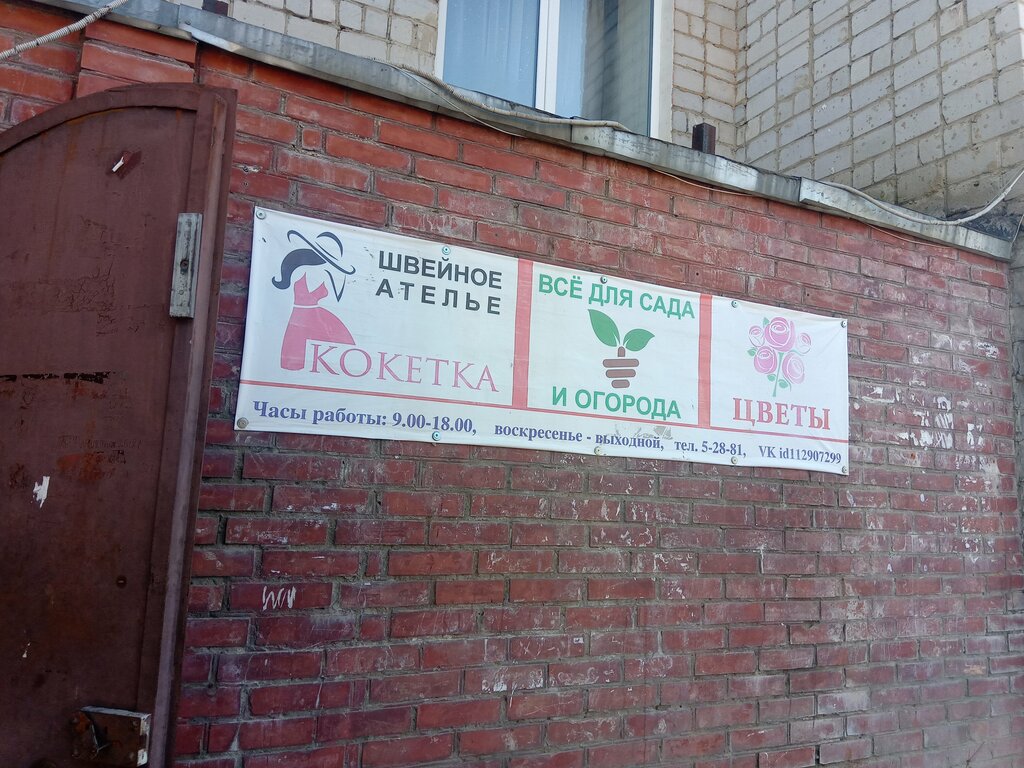 ШВЕЙНОЕ
АТЕЛЬЕ
КОКЕТКА
ВСЁ ДЛЯ САДА
И ОГОРОДА
ЦВЕТЫ
Часы работы: 9.00-18.00, воскресенье - выходной, тел. 5-28-81, VK id112907299